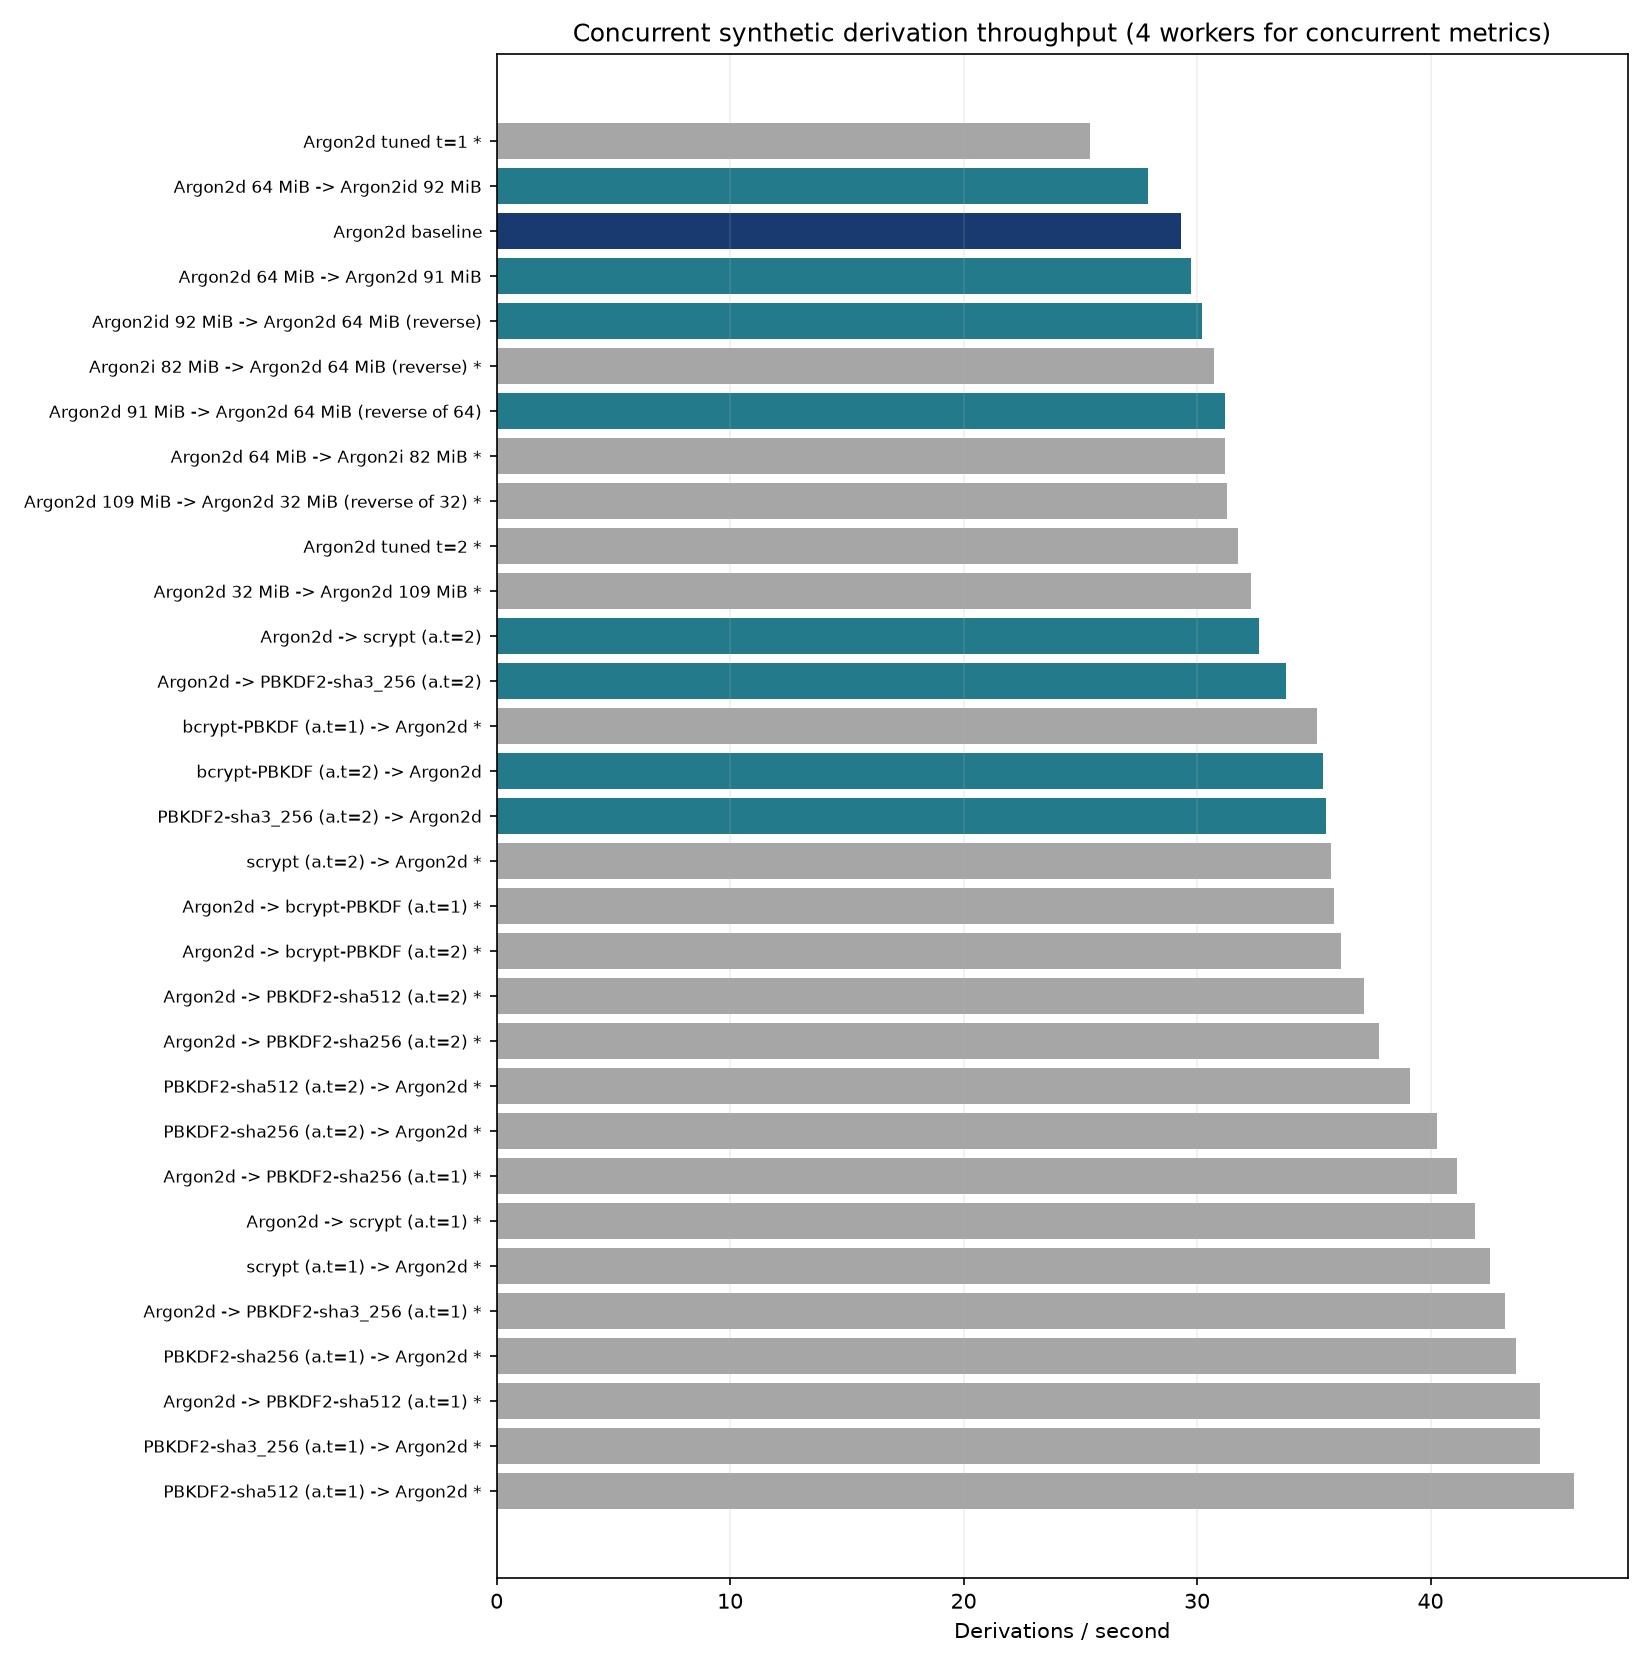 Concurrent synthetic derivation throughput (4 workers for concurrent metrics)
Argon2d tuned t=1 *
Argon2d 64 MiB -> Argon2id 92 MiB
Argon2d baseline
Argon2d 64 MiB -> Argon2d 91 MiB
Argon2id 92 MiB -> Argon2d 64 MiB (reverse)
Argon2i 82 MiB -> Argon2d 64 MiB (reverse) *
Argon2d 91 MiB -> Argon2d 64 MiB (reverse of 64)
Argon2d 64 MiB -> Argon2i 82 MiB *
Argon2d 109 MiB -> Argon2d 32 MiB (reverse of 32) *
Argon2d tuned t=2 *
Argon2d 32 MiB -> Argon2d 109 MiB *
Argon2d -> scrypt (a.t=2)
Argon2d -> PBKDF2-sha3_256 (a.t=2)
bcrypt-PBKDF (a.t=1) -> Argon2d *
bcrypt-PBKDF (a.t=2) -> Argon2d
PBKDF2-sha3_256 (a.t=2) -> Argon2d
scrypt (a.t=2) -> Argon2d *
Argon2d -> bcrypt-PBKDF (a.t=1) *
Argon2d -> bcrypt-PBKDF (a.t=2) *
Argon2d -> PBKDF2-sha512 (a.t=2) *
Argon2d -> PBKDF2-sha256 (a.t=2) *
PBKDF2-sha512 (a.t=2) -> Argon2d *
PBKDF2-sha256 (a.t=2) -> Argon2d *
Argon2d -> PBKDF2-sha256 (a.t=1) *
Argon2d -> scrypt (a.t=1) *
scrypt (a.t=1) -> Argon2d *
Argon2d -> PBKDF2-sha3_256 (a.t=1) *
PBKDF2-sha256 (a.t=1) -> Argon2d *
Argon2d -> PBKDF2-sha512 (a.t=1) *
PBKDF2-sha3_256 (a.t=1) -> Argon2d *
PBKDF2-sha512 (a.t=1) -> Argon2d *
0 10 20 30 40
Derivations / second